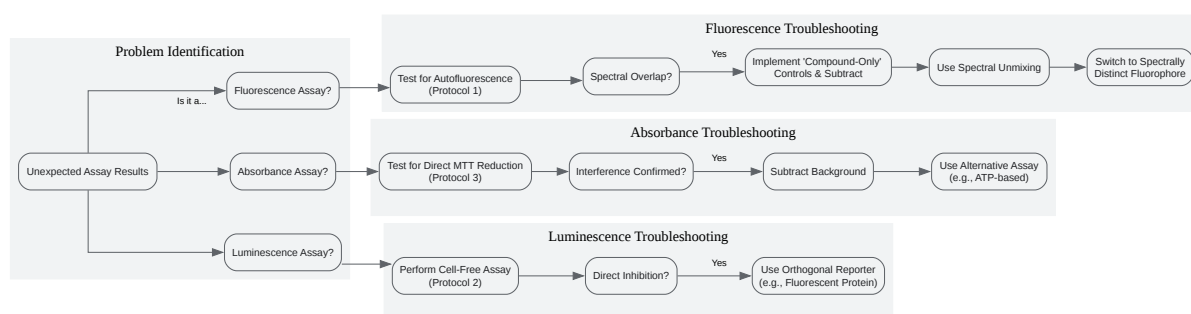 Problem Identification
Unexpected Assay Results
Is it a...
Fluorescence Assay?
Absorbance Assay?
Luminescence Assay?
Fluorescence Troubleshooting
Test for Autofluorescence
(Protocol 1)
Spectral Overlap?
Yes
Implement 'Compound-Only'
Controls & Subtract
Use Spectral Unmixing
Switch to Spectrally
Distinct Fluorophore
Absorbance Troubleshooting
Test for Direct MTT Reduction
(Protocol 3)
Interference Confirmed?
Yes
Subtract Background
Use Alternative Assay
(e.g., ATP-based)
Luminescence Troubleshooting
Perform Cell-Free Assay
(Protocol 2)
Direct Inhibition?
Yes
Use Orthogonal Reporter
(e.g., Fluorescent Protein)